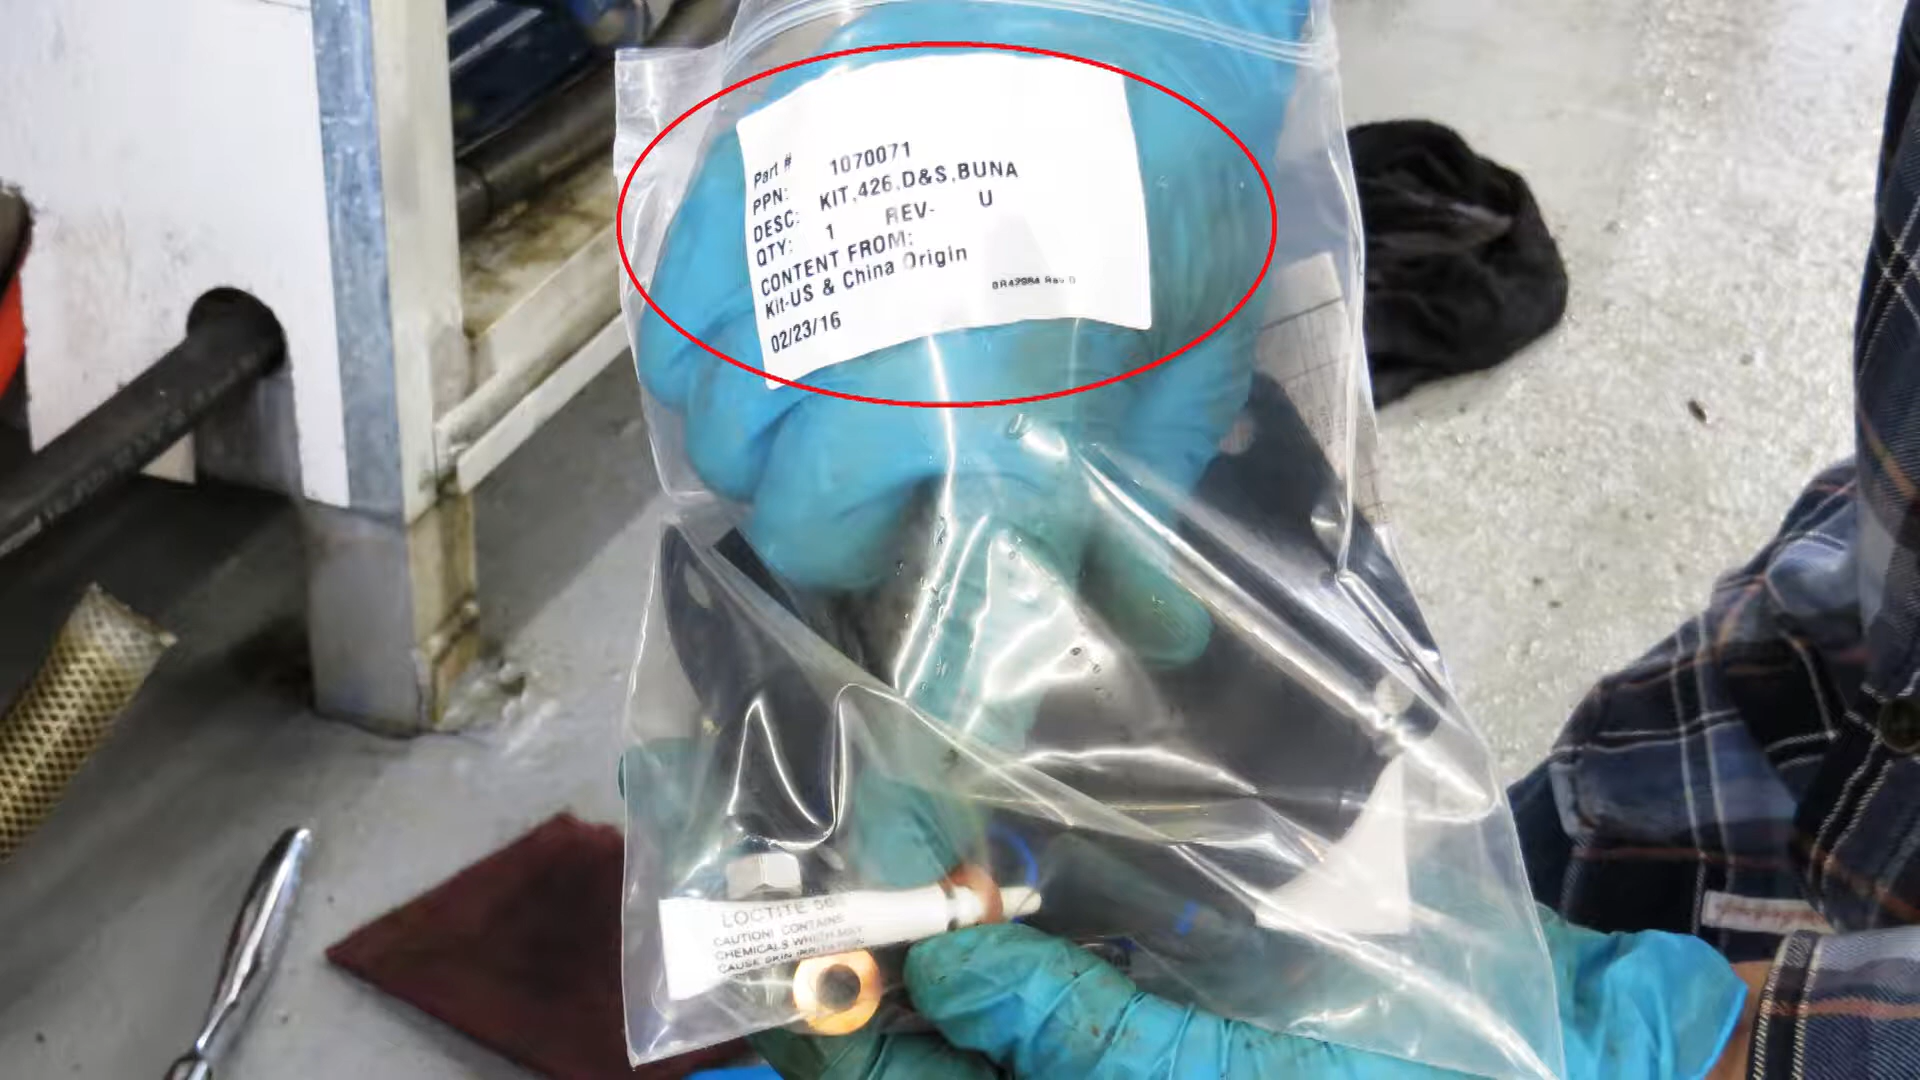 Part # 1070071
PPN:
DESC: KIT,426,D&S,BUNA
QTY: 1 REV- U
CONTENT FROM:
Kit-US & China Origin
02/23/16
LOCTITE
CAUTION! CONTAINS
CHEMICALS WHICH MAY
CAUSE SKIN IRRITATION